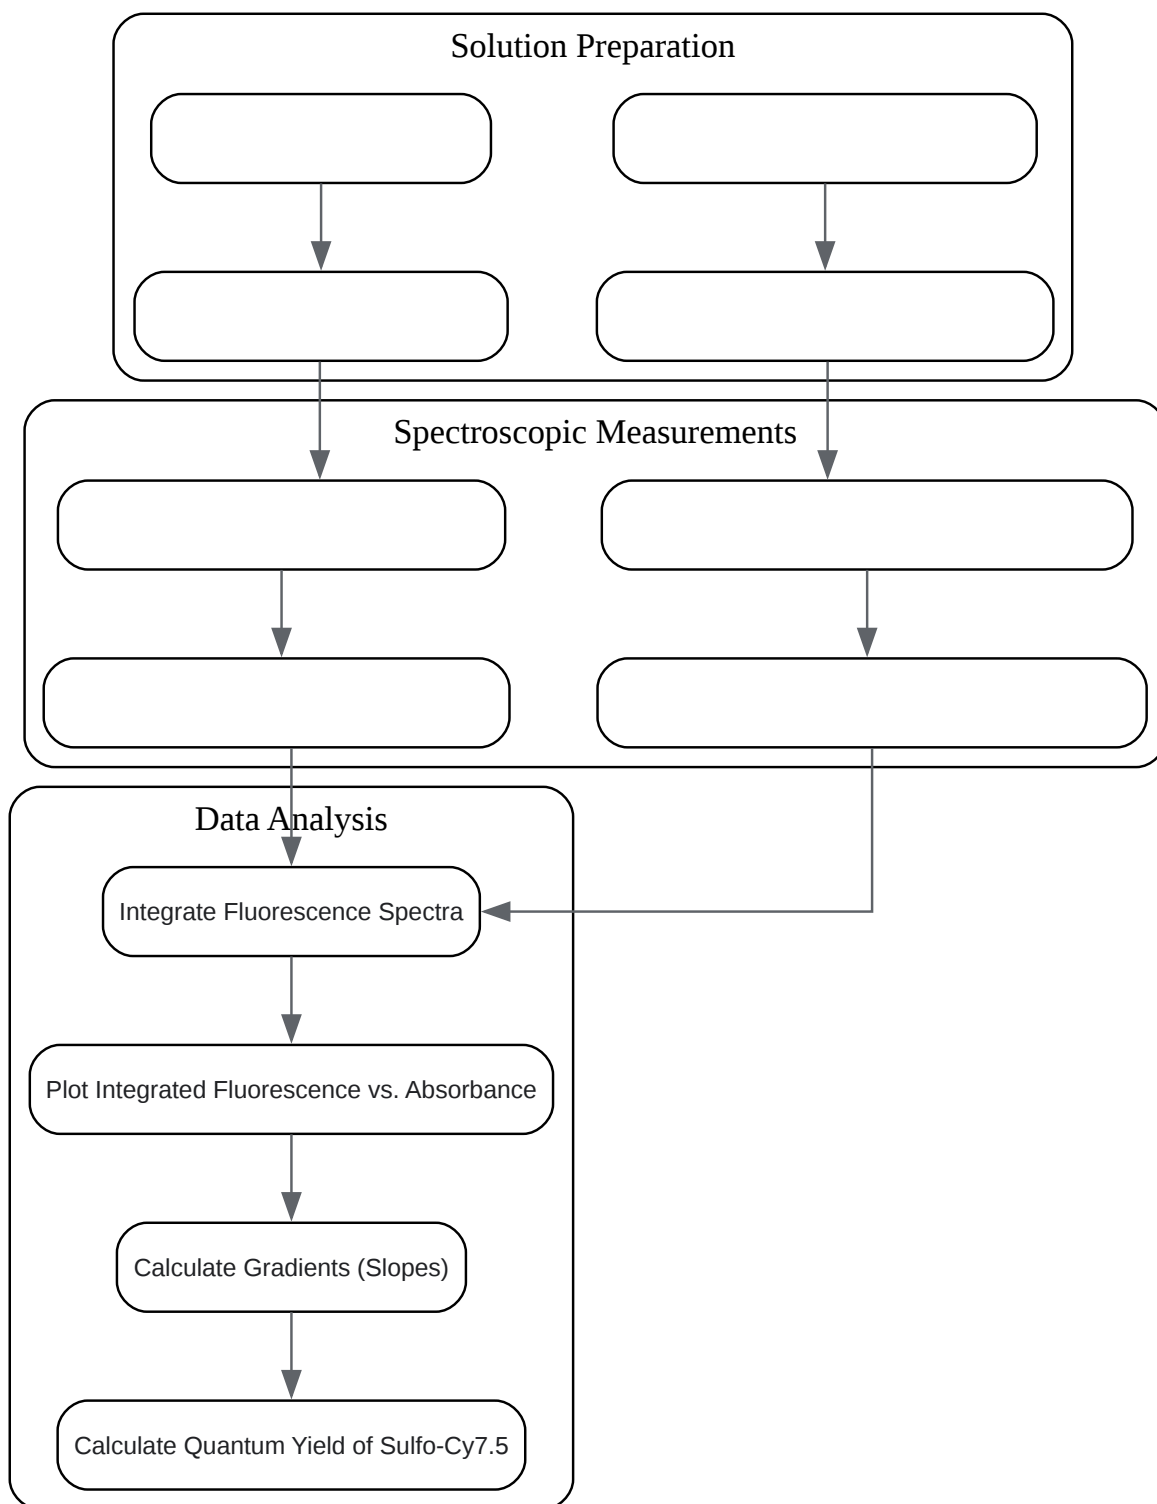 Solution Preparation
Spectroscopic Measurements
Data Analysis
Integrate Fluorescence Spectra
Plot Integrated Fluorescence vs. Absorbance
Calculate Gradients (Slopes)
Calculate Quantum Yield of Sulfo-Cy7.5